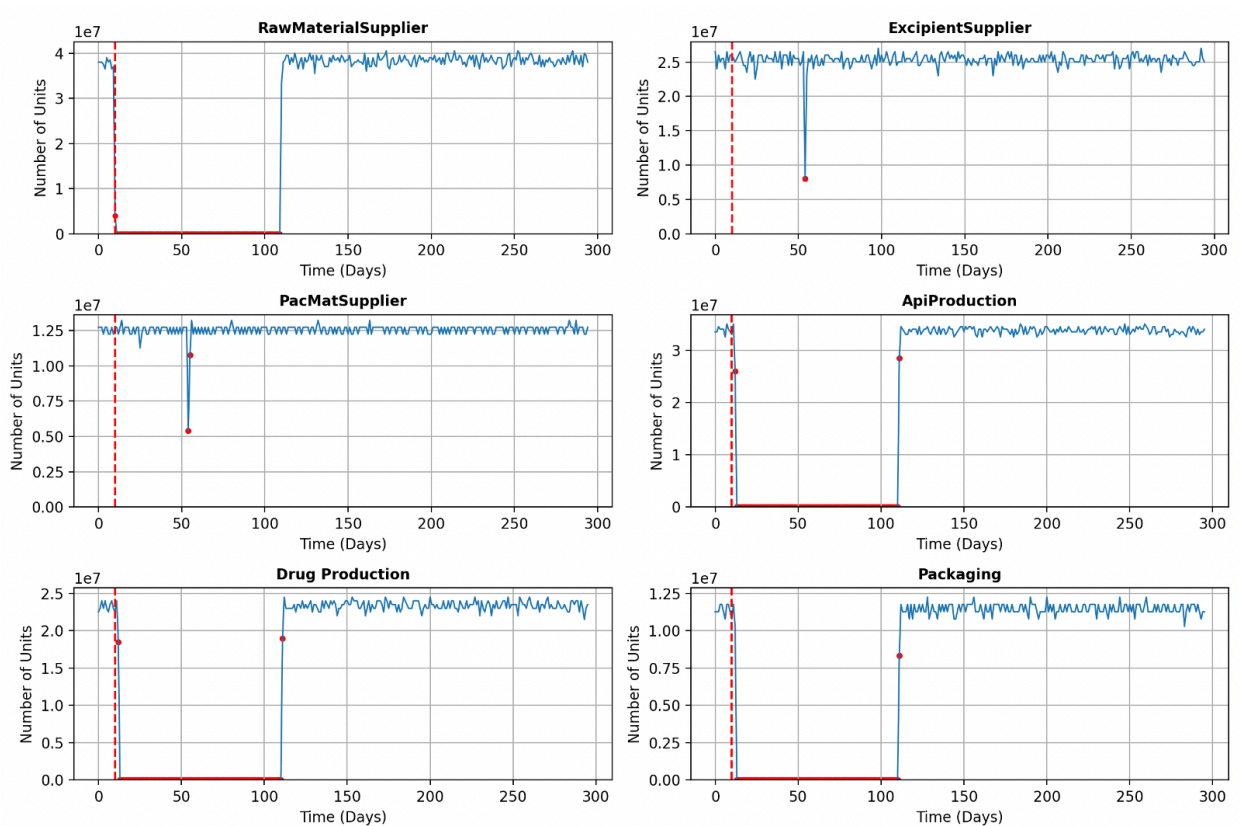 RawMaterialSupplier
1e7
4
3
2
1
0
Number of Units
0 50 100 150 200 250 300
Time (Days)
ExcipientSupplier
1e7
2.5
2.0
1.5
1.0
0.5
0.0
Number of Units
0 50 100 150 200 250 300
Time (Days)
PacMatSupplier
1e7
1.25
1.00
0.75
0.50
0.25
0.00
Number of Units
0 50 100 150 200 250 300
Time (Days)
ApiProduction
1e7
3
2
1
0
Number of Units
0 50 100 150 200 250 300
Time (Days)
Drug Production
1e7
2.5
2.0
1.5
1.0
0.5
0.0
Number of Units
0 50 100 150 200 250 300
Time (Days)
Packaging
1e7
1.25
1.00
0.75
0.50
0.25
0.00
Number of Units
0 50 100 150 200 250 300
Time (Days)